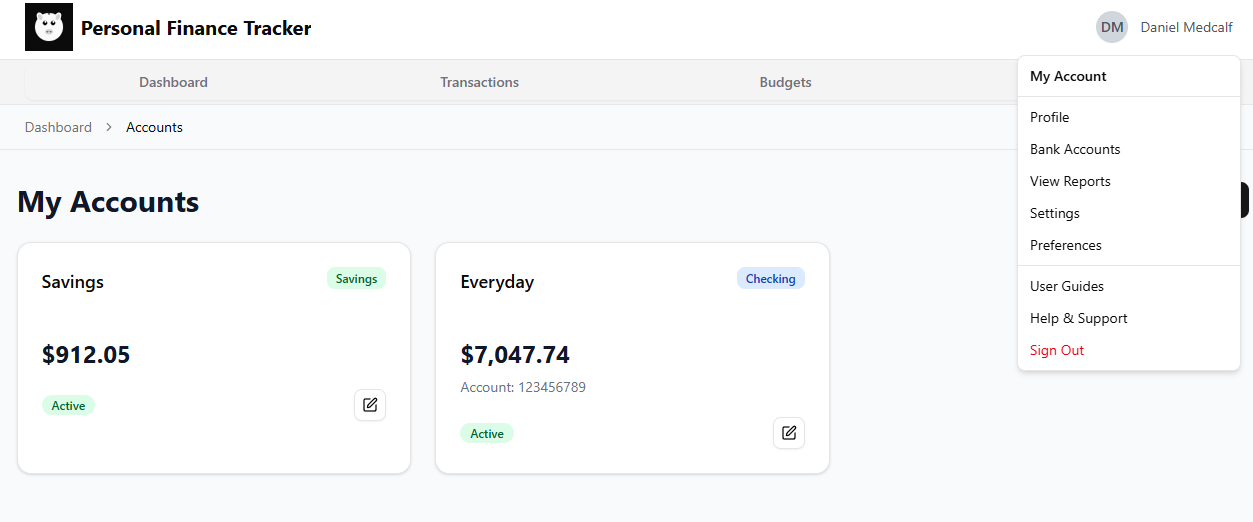 Personal Finance Tracker
DM Daniel Medcalf
Dashboard Transactions Budgets
My Account
Profile
Bank Accounts
View Reports
Settings
Preferences
User Guides
Help & Support
Sign Out
Dashboard > Accounts
My Accounts
Savings Savings
$912.05
Active
Everyday Checking
$7,047.74
Account: 123456789
Active